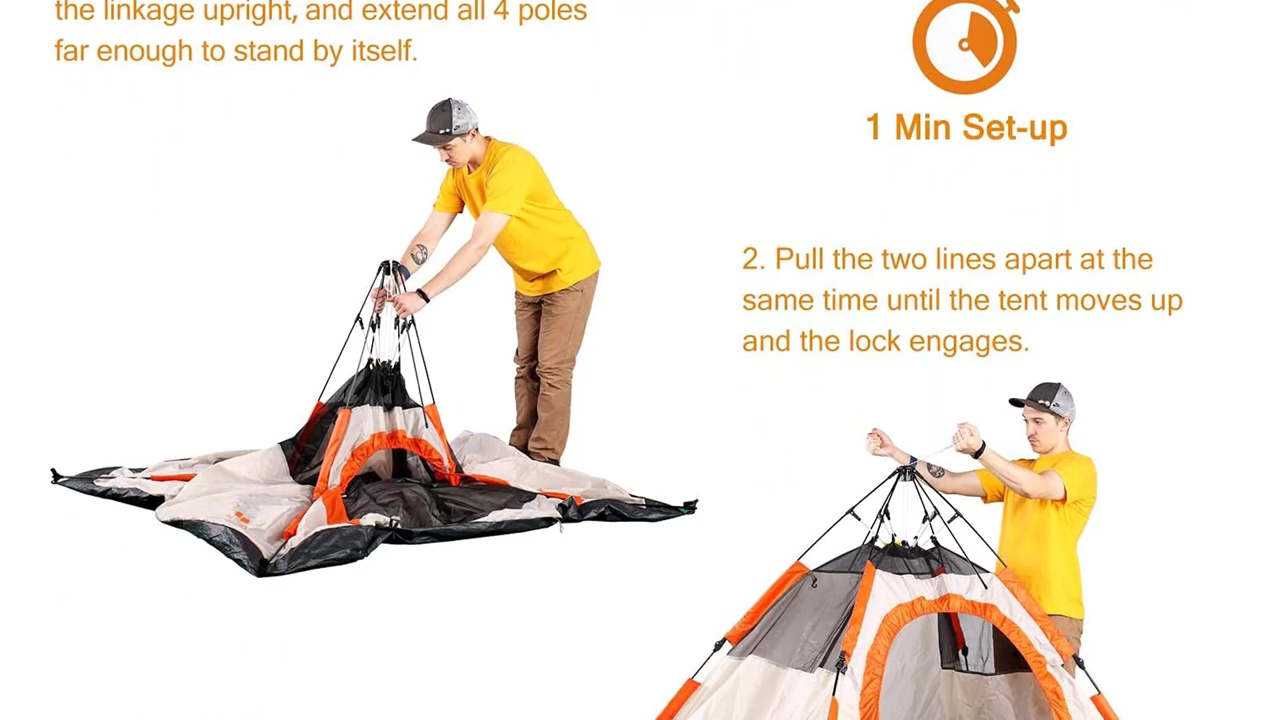 the linkage upright, and extend all 4 poles
far enough to stand by itself.
1 Min Set-up
2. Pull the two lines apart at the
same time until the tent moves up
and the lock engages.